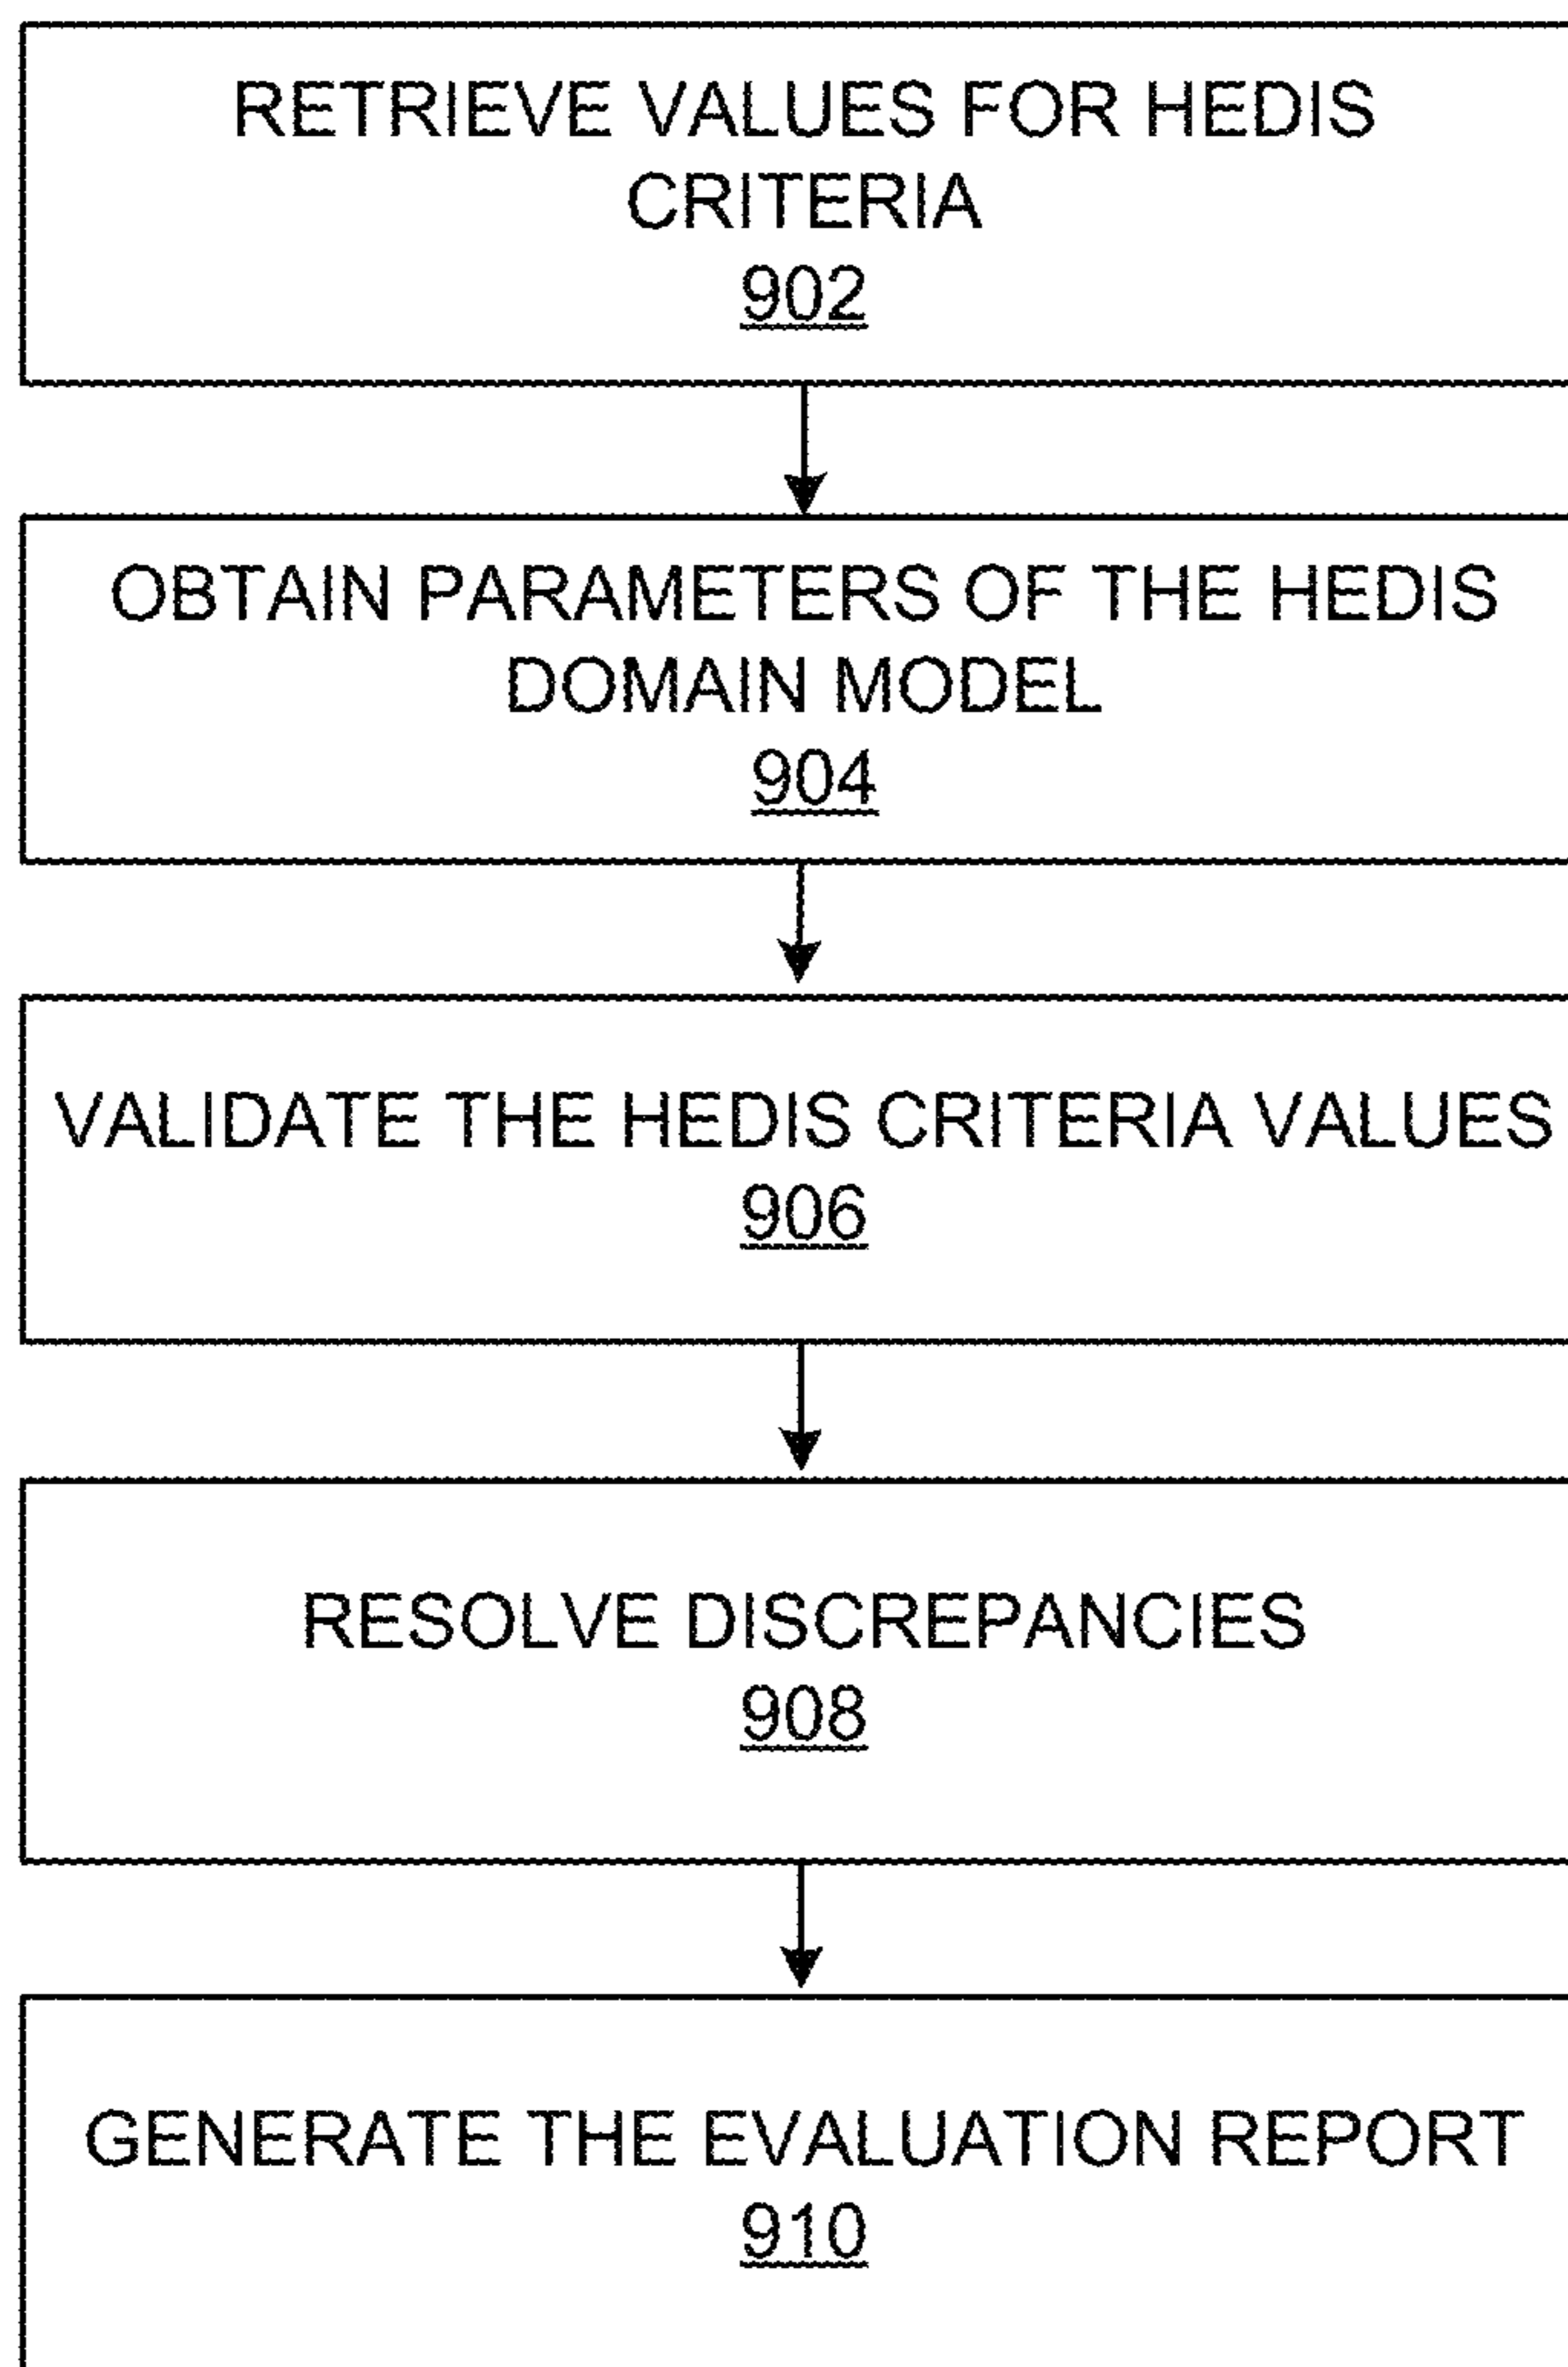 RETRIEVE VALUES FOR HEDIS
CRITERIA
902
OBTAIN PARAMETERS OF THE HEDIS
DOMAIN MODEL
904
VALIDATE THE HEDIS CRITERIA VALUES
906
RESOLVE DISCREPANCIES
908
GENERATE THE EVALUATION REPORT
910